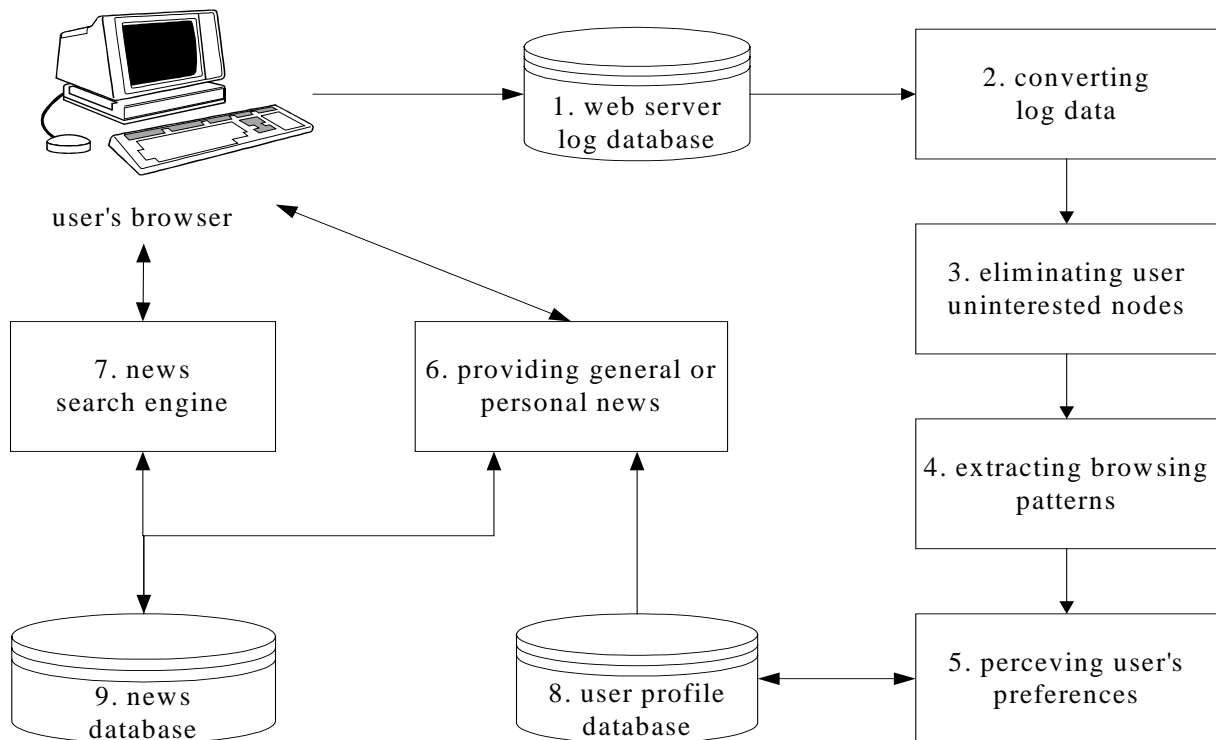 1. web server
log database
2. converting
log data
user's browser
3. eliminating user
uninterested nodes
7. news
search engine
6. providing general or
personal news
4. extracting browsing
patterns
9. news
database
8. user profile
database
5. perceving user's
preferences